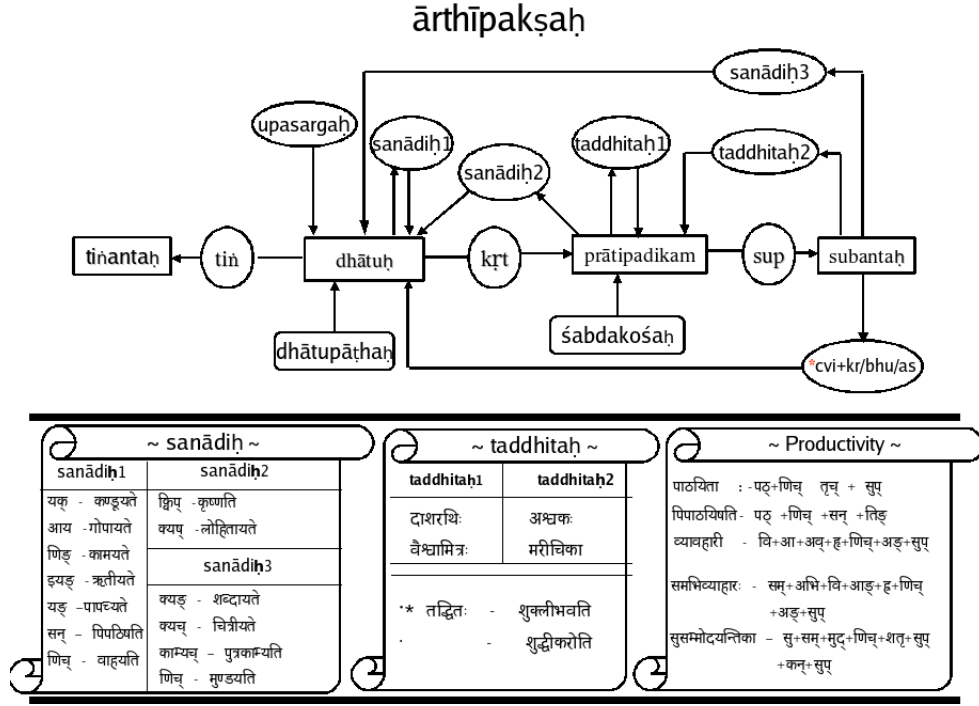 ārthīpakṣaḥ
sanādiḥ3
upasargaḥ
sanādiḥ1
taddhitaḥ1
taddhitaḥ2
sanādiḥ2
tiṅantaḥ
tiṅ
dhātuḥ
kṛt
prātipadikam
sup
subantaḥ
dhātupāṭhaḥ
śabdakośaḥ
*cvi+kr/bhu/as
~ sanādiḥ ~
sanādiḥ1
sanādiḥ2
यक् - कण्डूयते
क्विप् -कृष्णति
आय - गोपायते
क्यष् -लोहितायते
णिङ् - कामयते
sanādiḥ3
इयङ् -ऋतीयते
क्यङ् - शब्दायते
यङ् –पापच्यते
क्यच् - चित्रीयते
सन् – पिपठिषति
काम्यच् – पुत्रकाम्यति
णिच् - वाहयति
णिच् - मुण्डयति
~ taddhitaḥ ~
taddhitaḥ1
taddhitaḥ2
दाशरथिः
अश्वकः
वैश्वामित्रः
मरीचिका
* तद्धितः - शुक्लीभवति
- शुद्धीकरोति
~ Productivity ~
पाठयिता :-पठ्+णिच् तृच् + सुप्
पिपाठयिषति- पठ् +णिच् +सन् +तिङ्
व्यावहारी - वि+आ+अव्+हृ+णिच्+अङ्+सुप्
समभिव्याहारः - सम्+अभि+वि+आङ्+ह्र+णिच्
+अङ्+सुप्
सुसम्मोदयन्तिका – सु+सम्+मुद्+णिच्+शतृ+सुप्
+कन्+सुप्